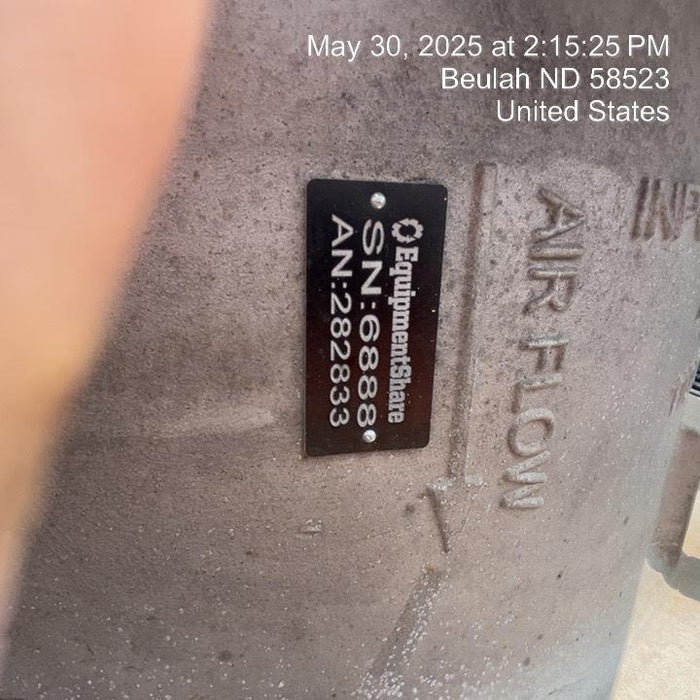 May 30, 2025 at 2:15:25 PM
Beulah ND 58523
United States
EquipmentShare
SN:6888
AN:282833
AIR FLOW